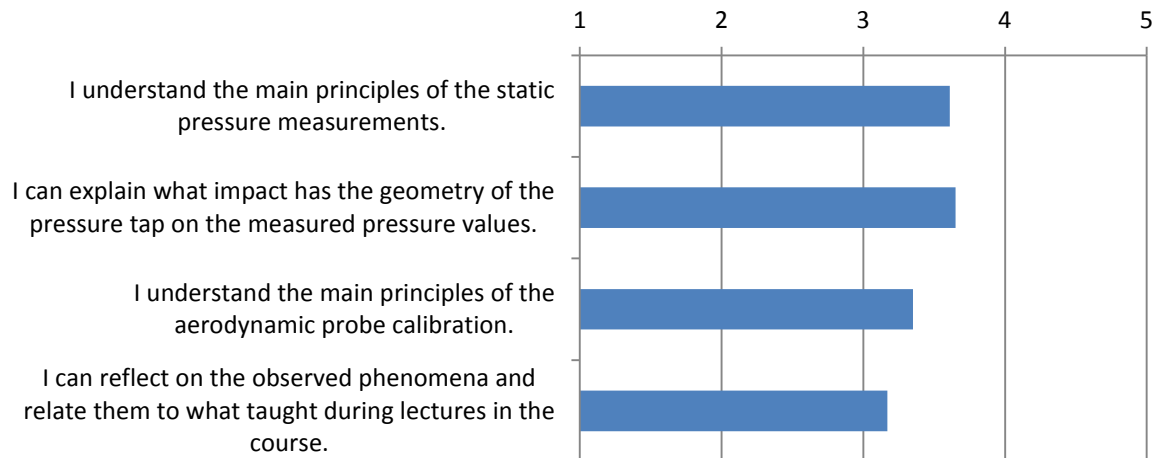 1 2 3 4 5
I understand the main principles of the static
pressure measurements.
I can explain what impact has the geometry of the
pressure tap on the measured pressure values.
I understand the main principles of the
aerodynamic probe calibration.
I can reflect on the observed phenomena and
relate them to what taught during lectures in the
course.